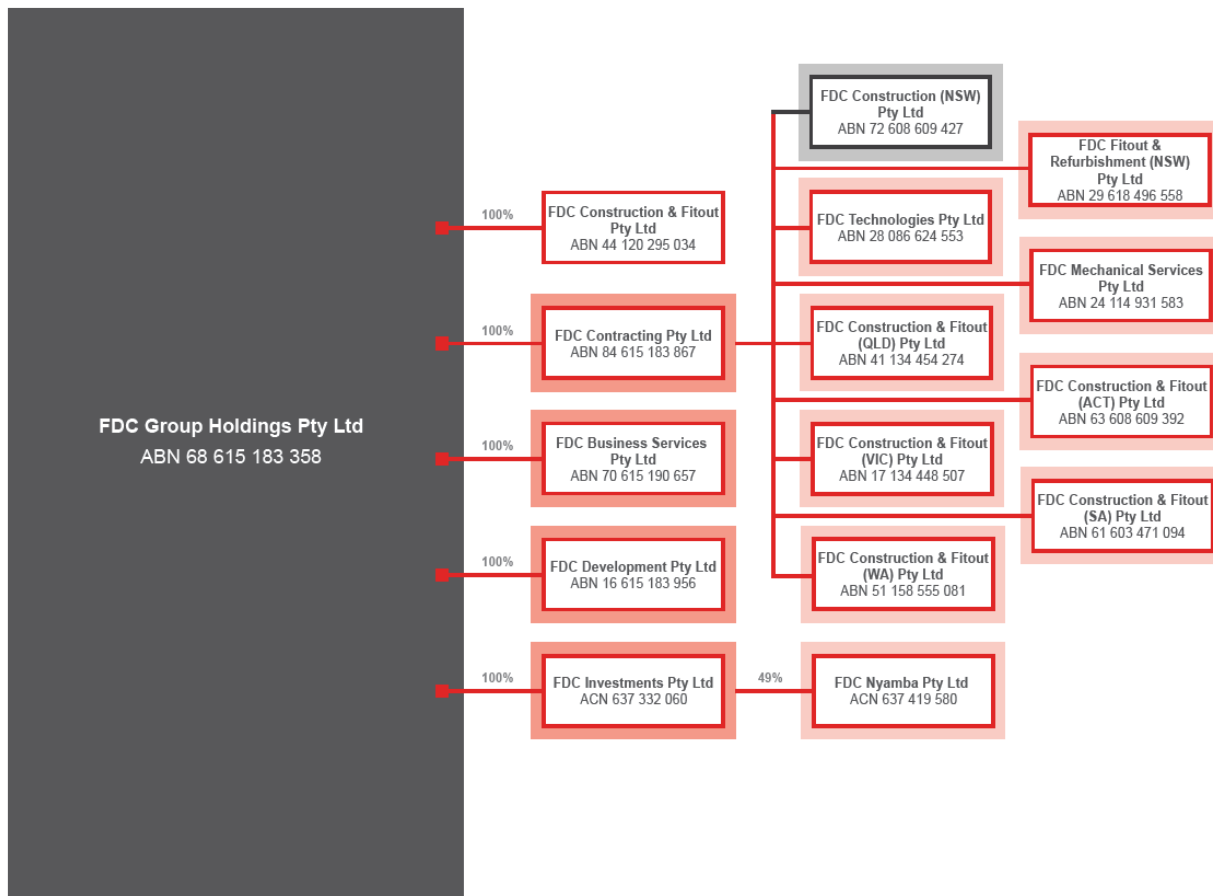 FDC Group Holdings Pty Ltd
ABN 68 615 183 358
100%
FDC Construction & Fitout
Pty Ltd
ABN 44 120 295 034
100%
FDC Contracting Pty Ltd
ABN 84 615 183 867
100%
FDC Business Services
Pty Ltd
ABN 70 615 190 657
100%
FDC Development Pty Ltd
ABN 16 615 183 956
100%
FDC Investments Pty Ltd
ACN 637 332 060
49%
FDC Nyamba Pty Ltd
ACN 637 419 580
FDC Construction (NSW)
Pty Ltd
ABN 72 608 609 427
FDC Technologies Pty Ltd
ABN 28 086 624 553
FDC Construction & Fitout
(QLD) Pty Ltd
ABN 41 134 454 274
FDC Construction & Fitout
(VIC) Pty Ltd
ABN 17 134 448 507
FDC Construction & Fitout
(WA) Pty Ltd
ABN 51 158 555 081
FDC Fitout &
Refurbishment (NSW)
Pty Ltd
ABN 29 618 496 558
FDC Mechanical Services
Pty Ltd
ABN 24 114 931 583
FDC Construction & Fitout
(ACT) Pty Ltd
ABN 63 608 609 392
FDC Construction & Fitout
(SA) Pty Ltd
ABN 61 603 471 094